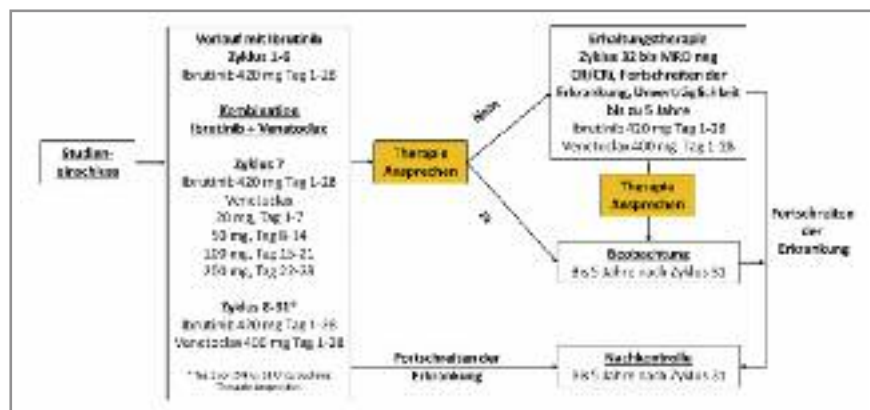 Studien-
einschluss
Vorlauf mit Ibrutinib
Zyklus 1-6
Ibrutinib 420 mg Tag 1-28
Kombination
Ibrutinib + Venetoclax
Zyklus 7
Ibrutinib 420 mg Tag 1-28
Venetoclax
20 mg, Tag 1-7
50 mg, Tag 8-14
100 mg, Tag 15-21
200 mg, Tag 22-28
Zyklus 8-31*
Ibrutinib 420 mg Tag 1-28
Venetoclax 400 mg Tag 1-28
Therapie Ansprechen
Therapie
Ansprechen
Nein
Ja
Erhaltungstherapie
Zyklus 32 bis MRD neg
CR/CRi, Fortschreiten der
Erkrankung, Unverträglichkeit
bis zu 5 Jahre
Ibrutinib 420 mg Tag 1-28
Venetoclax 400 mg Tag 1-28
Therapie
Ansprechen
Beobachtung
Bis 5 Jahre nach Zyklus 31
Fortschreiten
der
Erkrankung
Fortschreiten der
Erkrankung
Nachkontrolle
Bis 5 Jahre nach Zyklus 31